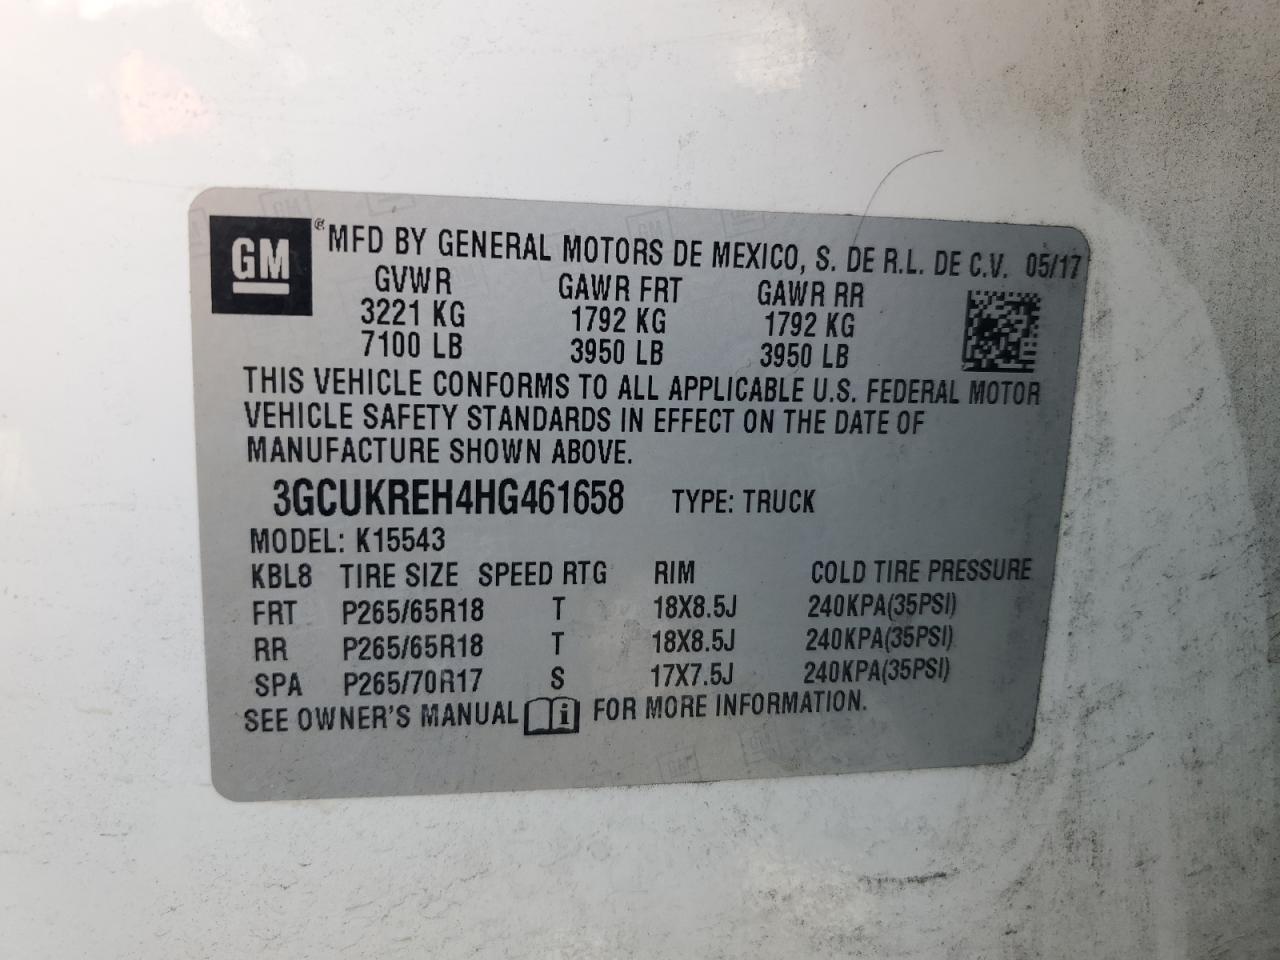 GM ® MFD BY GENERAL MOTORS DE MEXICO, S. DE R.L. DE C.V. 05/17
GVWR GAWR FRT GAWR RR
3221 KG 1792 KG 1792 KG
7100 LB 3950 LB 3950 LB
THIS VEHICLE CONFORMS TO ALL APPLICABLE U.S. FEDERAL MOTOR
VEHICLE SAFETY STANDARDS IN EFFECT ON THE DATE OF
MANUFACTURE SHOWN ABOVE.
3GCUKREH4HG461658 TYPE: TRUCK
MODEL: K15543
KBL8 TIRE SIZE SPEED RTG RIM COLD TIRE PRESSURE
FRT P265/65R18 T 18X8.5J 240KPA(35PSI)
RR P265/65R18 T 18X8.5J 240KPA(35PSI)
SPA P265/70R17 S 17X7.5J 240KPA(35PSI)
SEE OWNER'S MANUAL i FOR MORE INFORMATION.